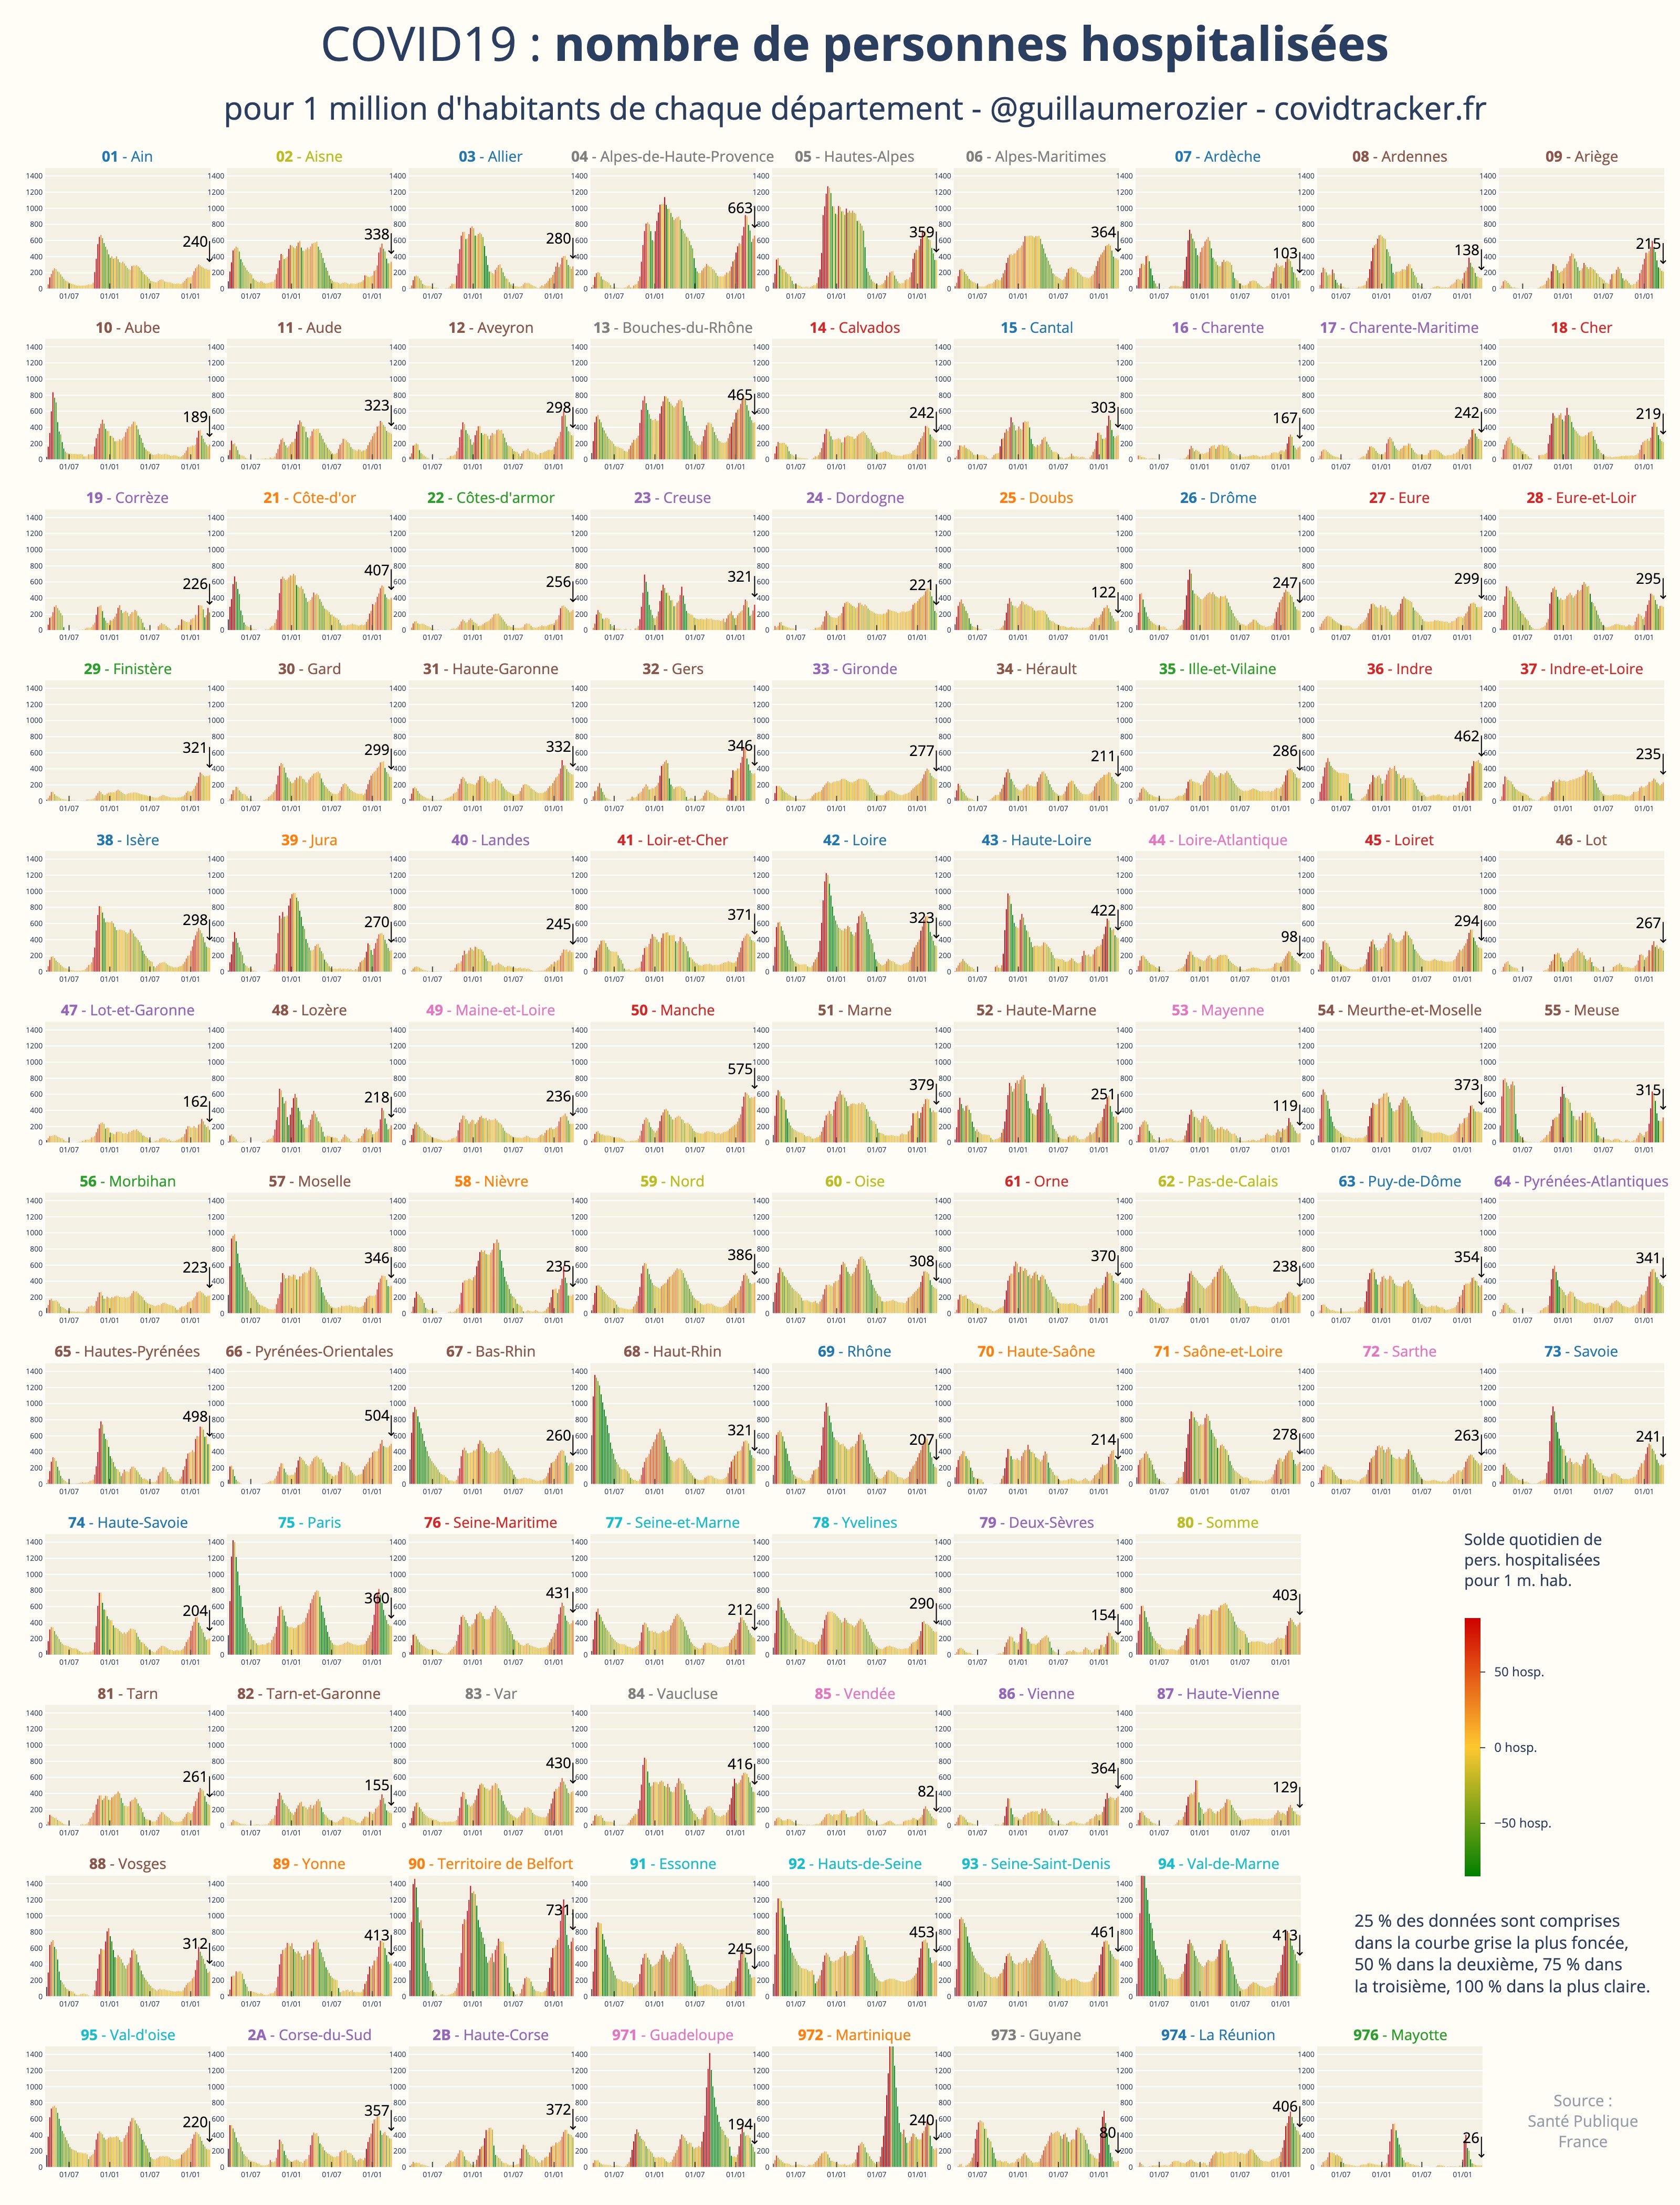 COVID19 : nombre de personnes hospitalisées
pour 1 million d'habitants de chaque département - @guillaumerozier - covidtracker.fr
01 - Ain
240
02 - Aisne
338
03 - Allier
280
04 - Alpes-de-Haute-Provence
663
05 - Hautes-Alpes
359
06 - Alpes-Maritimes
364
07 - Ardèche
103
08 - Ardennes
138
09 - Ariège
215
10 - Aube
189
11 - Aude
323
12 - Aveyron
298
13 - Bouches-du-Rhône
465
14 - Calvados
242
15 - Cantal
303
16 - Charente
167
17 - Charente-Maritime
242
18 - Cher
219
19 - Corrèze
226
21 - Côte-d'or
407
22 - Côtes-d'armor
256
23 - Creuse
321
24 - Dordogne
221
25 - Doubs
122
26 - Drôme
247
27 - Eure
299
28 - Eure-et-Loir
295
29 - Finistère
321
30 - Gard
299
31 - Haute-Garonne
332
32 - Gers
346
33 - Gironde
277
34 - Hérault
211
35 - Ille-et-Vilaine
286
36 - Indre
462
37 - Indre-et-Loire
235
38 - Isère
298
39 - Jura
270
40 - Landes
245
41 - Loir-et-Cher
371
42 - Loire
323
43 - Haute-Loire
422
44 - Loire-Atlantique
98
45 - Loiret
294
46 - Lot
267
47 - Lot-et-Garonne
162
48 - Lozère
218
49 - Maine-et-Loire
236
50 - Manche
575
51 - Marne
379
52 - Haute-Marne
251
53 - Mayenne
119
54 - Meurthe-et-Moselle
373
55 - Meuse
315
56 - Morbihan
223
57 - Moselle
346
58 - Nièvre
235
59 - Nord
386
60 - Oise
308
61 - Orne
370
62 - Pas-de-Calais
238
63 - Puy-de-Dôme
354
64 - Pyrénées-Atlantiques
341
65 - Hautes-Pyrénées
498
66 - Pyrénées-Orientales
504
67 - Bas-Rhin
260
68 - Haut-Rhin
321
69 - Rhône
207
70 - Haute-Saône
214
71 - Saône-et-Loire
278
72 - Sarthe
263
73 - Savoie
241
74 - Haute-Savoie
204
75 - Paris
360
76 - Seine-Maritime
431
77 - Seine-et-Marne
212
78 - Yvelines
290
79 - Deux-Sèvres
154
80 - Somme
403
Solde quotidien de
pers. hospitalisées
pour 1 m. hab.
50 hosp.
0 hosp.
−50 hosp.
81 - Tarn
261
82 - Tarn-et-Garonne
155
83 - Var
430
84 - Vaucluse
416
85 - Vendée
82
86 - Vienne
364
87 - Haute-Vienne
129
88 - Vosges
312
89 - Yonne
413
90 - Territoire de Belfort
731
91 - Essonne
245
92 - Hauts-de-Seine
453
93 - Seine-Saint-Denis
461
94 - Val-de-Marne
413
25 % des données sont comprises
dans la courbe grise la plus foncée,
50 % dans la deuxième, 75 % dans
la troisième, 100 % dans la plus claire.
95 - Val-d'oise
220
2A - Corse-du-Sud
357
2B - Haute-Corse
372
971 - Guadeloupe
194
972 - Martinique
240
973 - Guyane
80
974 - La Réunion
406
976 - Mayotte
26
1400
1200
1000
800
600
400
200
0
01/07
01/01
01/07
01/01
Source :
Santé Publique
France